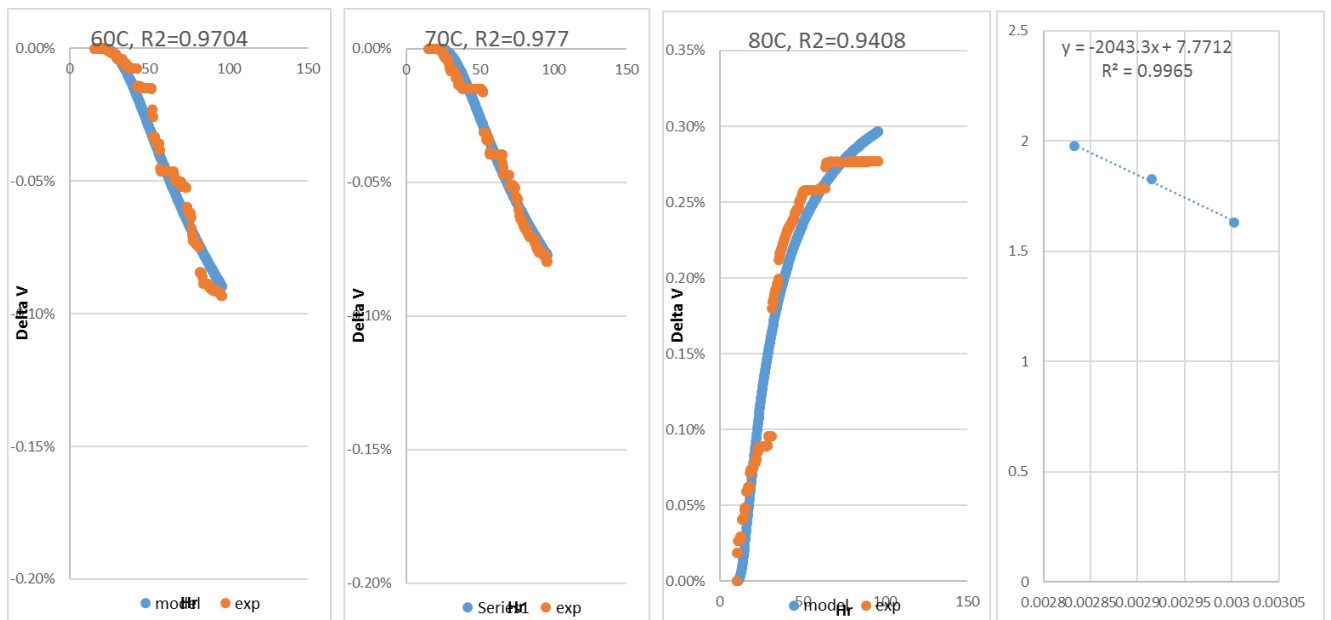 60C, R2=0.9704
0.00%
0 50 100 150
-0.05%
-0.10%
-0.15%
-0.20%
Delta V
Hr
model exp
70C, R2=0.977
0.00%
0 50 100 150
-0.05%
-0.10%
-0.15%
-0.20%
Delta V
Hr
Series1 exp
80C, R2=0.9408
0.35%
0.30%
0.25%
0.20%
0.15%
0.10%
0.05%
0.00%
Delta V
0 50 100 150
Hr
model exp
y = -2043.3x + 7.7712
R² = 0.9965
2.5
2
1.5
1
0.5
0
0.0028 0.00285 0.0029 0.00295 0.003 0.00305